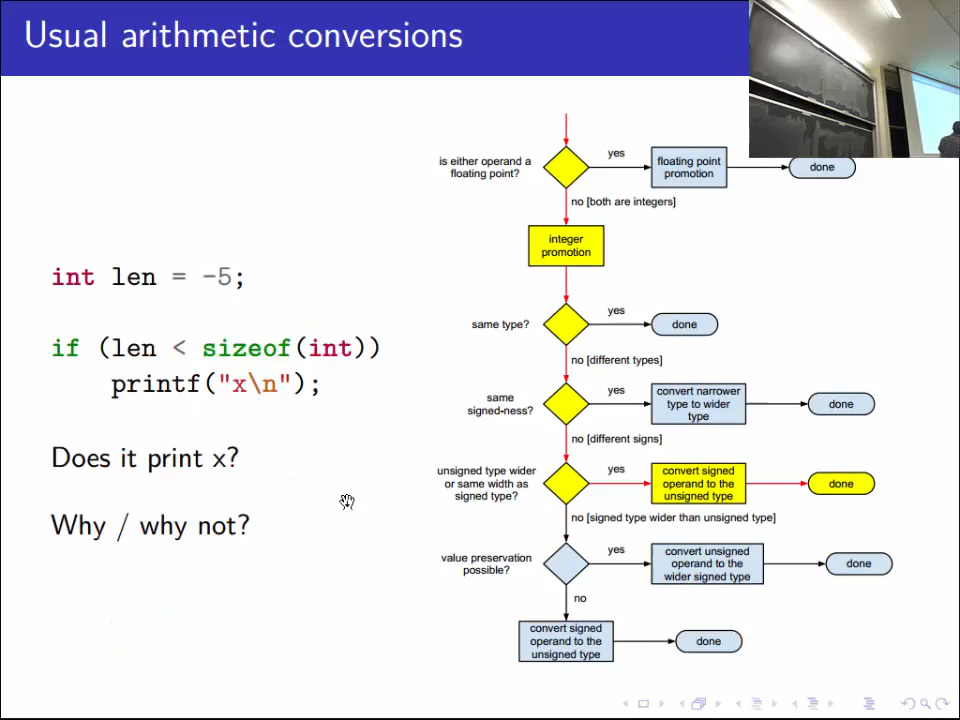 Usual arithmetic conversions
int len = -5;
if (len < sizeof(int))
printf("x\n");
Does it print x?
Why / why not?
is either operand a
floating point?
yes
floating point
promotion
done
no [both are integers]
integer
promotion
same type?
yes
done
no [different types]
same
signed-ness?
yes
convert narrower
type to wider
type
done
no [different signs]
unsigned type wider
or same width as
signed type?
yes
convert signed
operand to the
unsigned type
done
no [signed type wider than unsigned type]
value preservation
possible?
yes
convert unsigned
operand to the
wider signed type
done
no
convert signed
operand to the
unsigned type
done